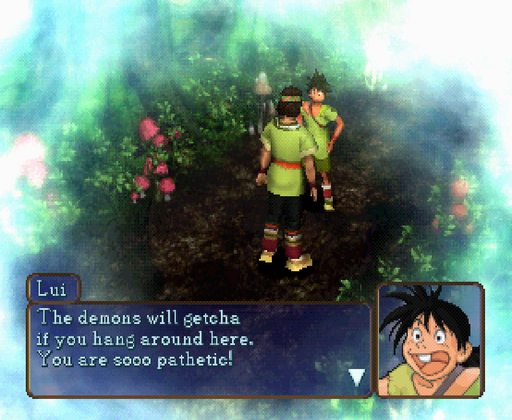 Lui
The demons will getcha
if you hang around here.
You are sooo pathetic!